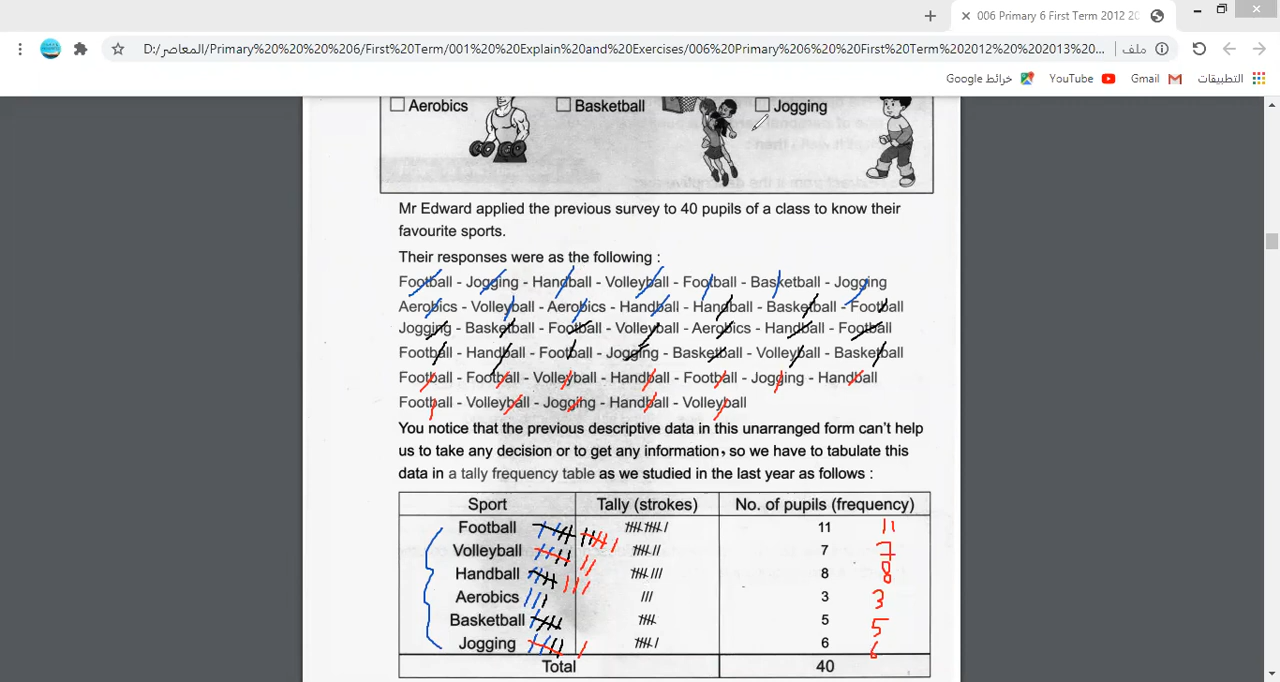 006 Primary 6 First Term 2012 20
D:/المعاصر/Primary%20%20%20%206/First%20Term/001%20%20Explain%20and%20Exercises/006%20Primary%206%20%20First%20Term%202012%20%202013%20... ملف
Google خرائط YouTube Gmail التطبيقات
Aerobics Basketball Jogging
Mr Edward applied the previous survey to 40 pupils of a class to know their
favourite sports.
Their responses were as the following :
Football - Jogging - Handball - Volleyball - Football - Basketball - Jogging
Aerobics - Volleyball - Aerobics - Handball - Handball - Basketball - Football
Jogging - Basketball - Football - Volleyball - Aerobics - Handball - Football
Football - Handball - Football - Jogging - Basketball - Volleyball - Basketball
Football - Football - Volleyball - Handball - Football - Jogging - Handball
Football - Volleyball - Jogging - Handball - Volleyball
You notice that the previous descriptive data in this unarranged form can't help
us to take any decision or to get any information, so we have to tabulate this
data in a tally frequency table as we studied in the last year as follows :
Sport Tally (strokes) No. of pupils (frequency)
Football 11 11
Volleyball 7 7
Handball 8 8
Aerobics 3 3
Basketball 5 5
Jogging 6 6
Total 40